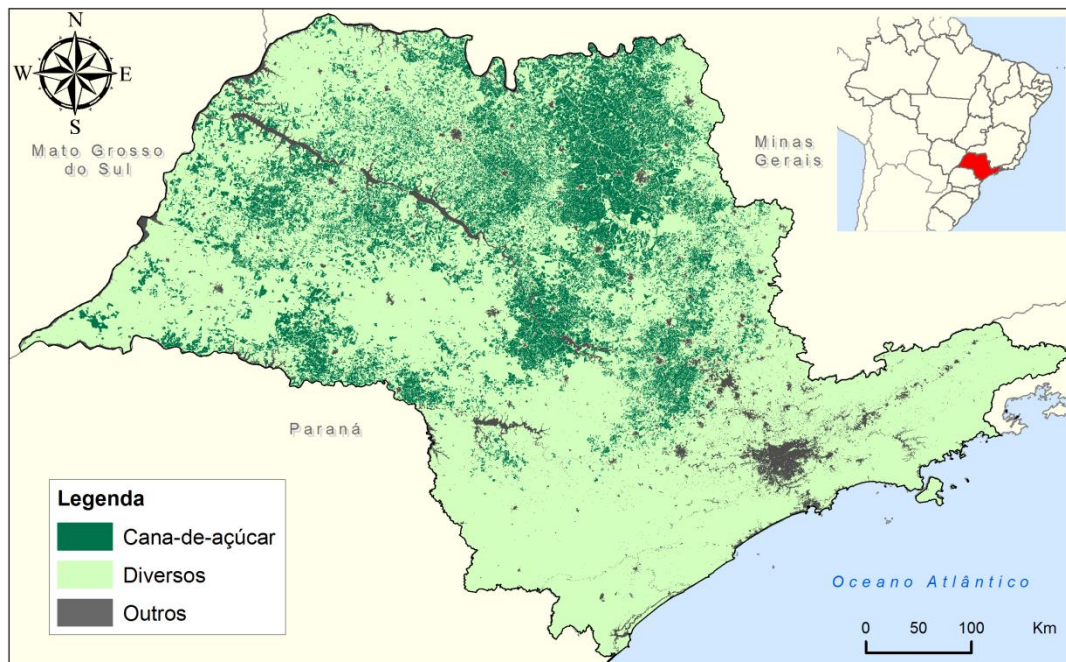 N
W E
S
Mato Grosso
do Sul
Minas
Gerais
Paraná
Legenda
Cana-de-açúcar
Diversos
Outros
Oceano Atlântico
0 50 100 Km